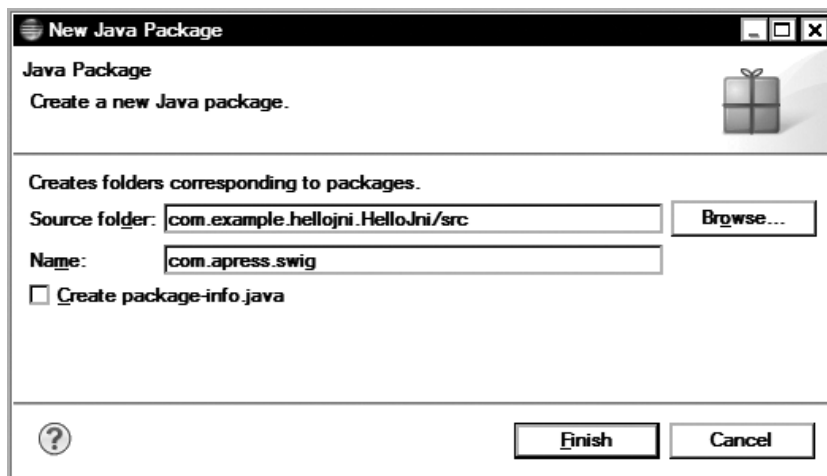 New Java Package
Java Package
Create a new Java package.
Creates folders corresponding to packages.
Source folder: com.example.hellojni.HelloJni/src Browse...
Name: com.apress.swig
Create package-info.java
? Finish Cancel